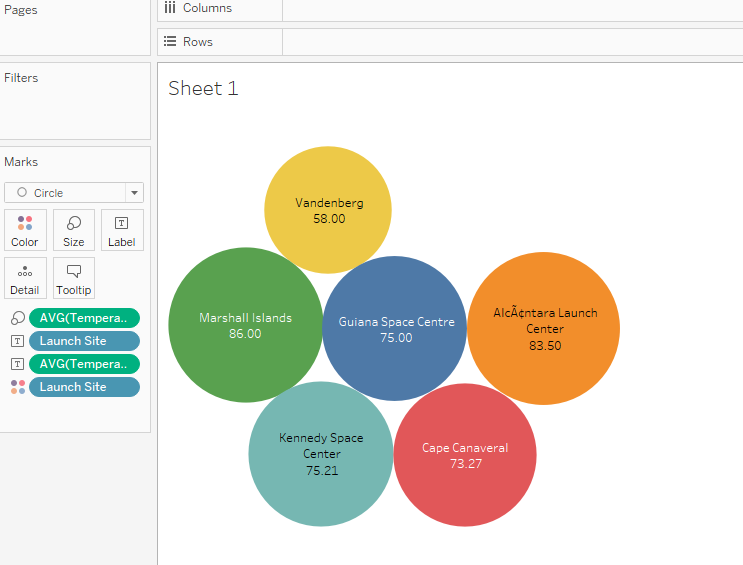 Pages
Columns
Rows
Filters
Sheet 1
Marks
Circle
Color
Size
Label
Detail
Tooltip
AVG(Tempera..
Launch Site
AVG(Tempera..
Launch Site
Vandenberg
58.00
Marshall Islands
86.00
Guiana Space Centre
75.00
AlcÃ¢ntara Launch
Center
83.50
Kennedy Space
Center
75.21
Cape Canaveral
73.27